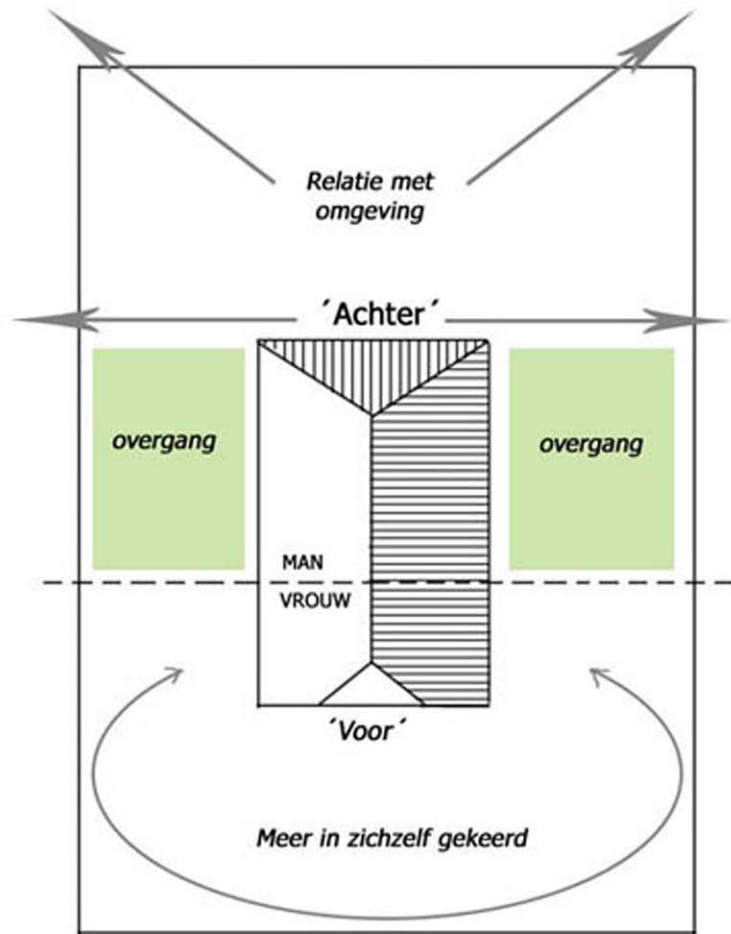 Relatie met
omgeving
´Achter´
overgang
overgang
MAN
VROUW
´Voor´
Meer in zichzelf gekeerd